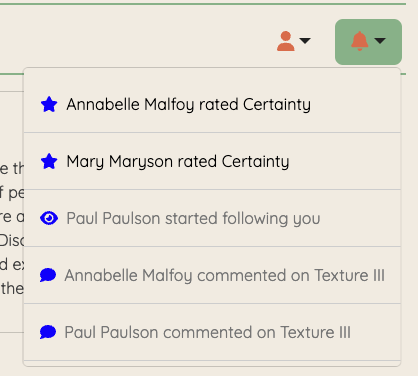 Annabelle Malfoy rated Certainty
Mary Maryson rated Certainty
Paul Paulson started following you
Annabelle Malfoy commented on Texture III
Paul Paulson commented on Texture III